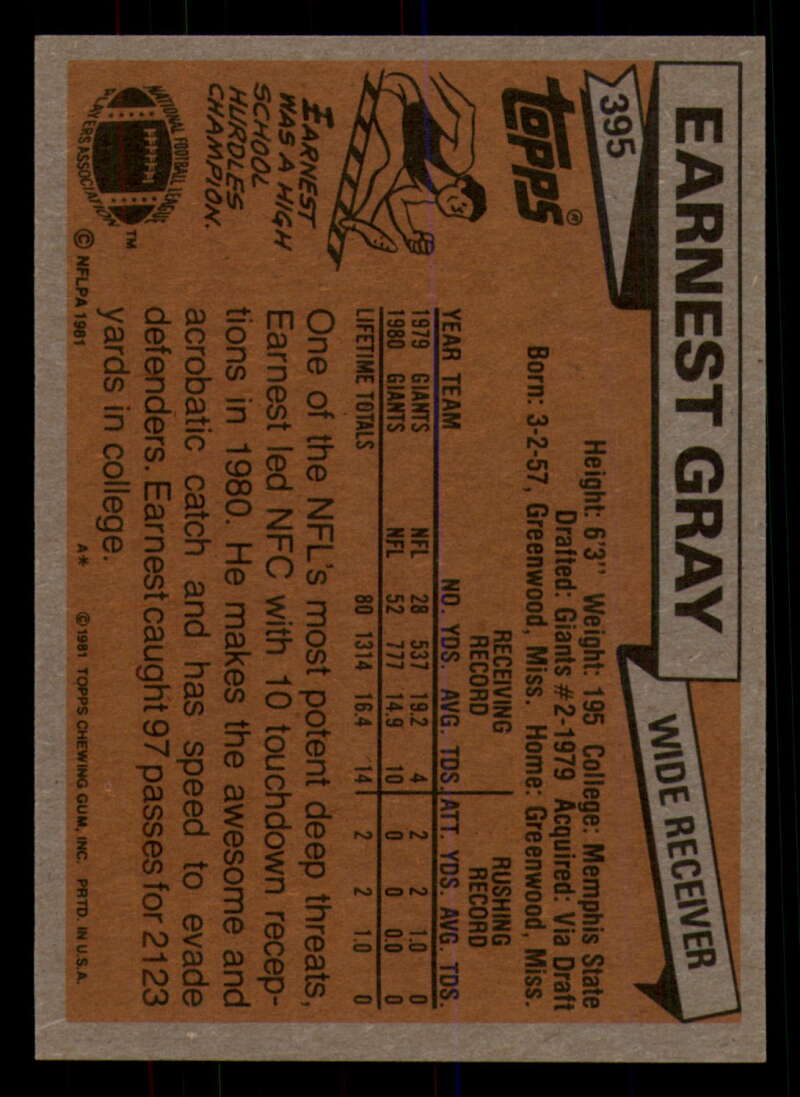 395
EARNEST GRAY
WIDE RECEIVER
TOPPS®
Height: 6'3" Weight: 195 College: Memphis State
Drafted: Giants #2-1979 Acquired: Via Draft
Born: 3-2-57, Greenwood, Miss. Home: Greenwood, Miss.
RECEIVING RECORD RUSHING RECORD
YEAR TEAM NO. YDS. AVG. TDS. ATT. YDS. AVG. TDS.
1979 GIANTS NFL 28 537 19.2 4 2 2 1.0 0
1980 GIANTS NFL 52 777 14.9 10 0 0 0.0 0
LIFETIME TOTALS 80 1314 16.4 14 2 2 1.0 0
EARNEST
WAS A HIGH
SCHOOL
HURDLES
CHAMPION.
One of the NFL's most potent deep threats,
Earnest led NFC with 10 touchdown recep-
tions in 1980. He makes the awesome and
acrobatic catch and has speed to evade
defenders. Earnest caught 97 passes for 2123
yards in college.
NATIONAL FOOTBALL LEAGUE
PLAYERS ASSOCIATION
TM
© NFLPA 1981
A* ©1981 TOPPS CHEWING GUM, INC. PRTD. IN U.S.A.